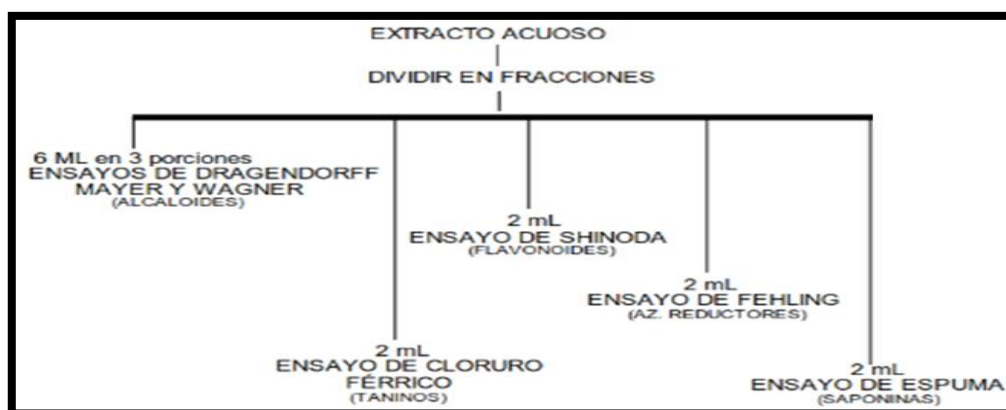 EXTRACTO ACUOSO
DIVIDIR EN FRACCIONES
6 ML en 3 porciones
ENSAYOS DE DRAGENDORFF
MAYER Y WAGNER
(ALCALOIDES)
2 mL
ENSAYO DE CLORURO
FÉRRICO
(TANINOS)
2 mL
ENSAYO DE SHINODA
(FLAVONOIDES)
2 mL
ENSAYO DE FEHLING
(AZ. REDUCTORES)
2 mL
ENSAYO DE ESPUMA
(SAPONINAS)